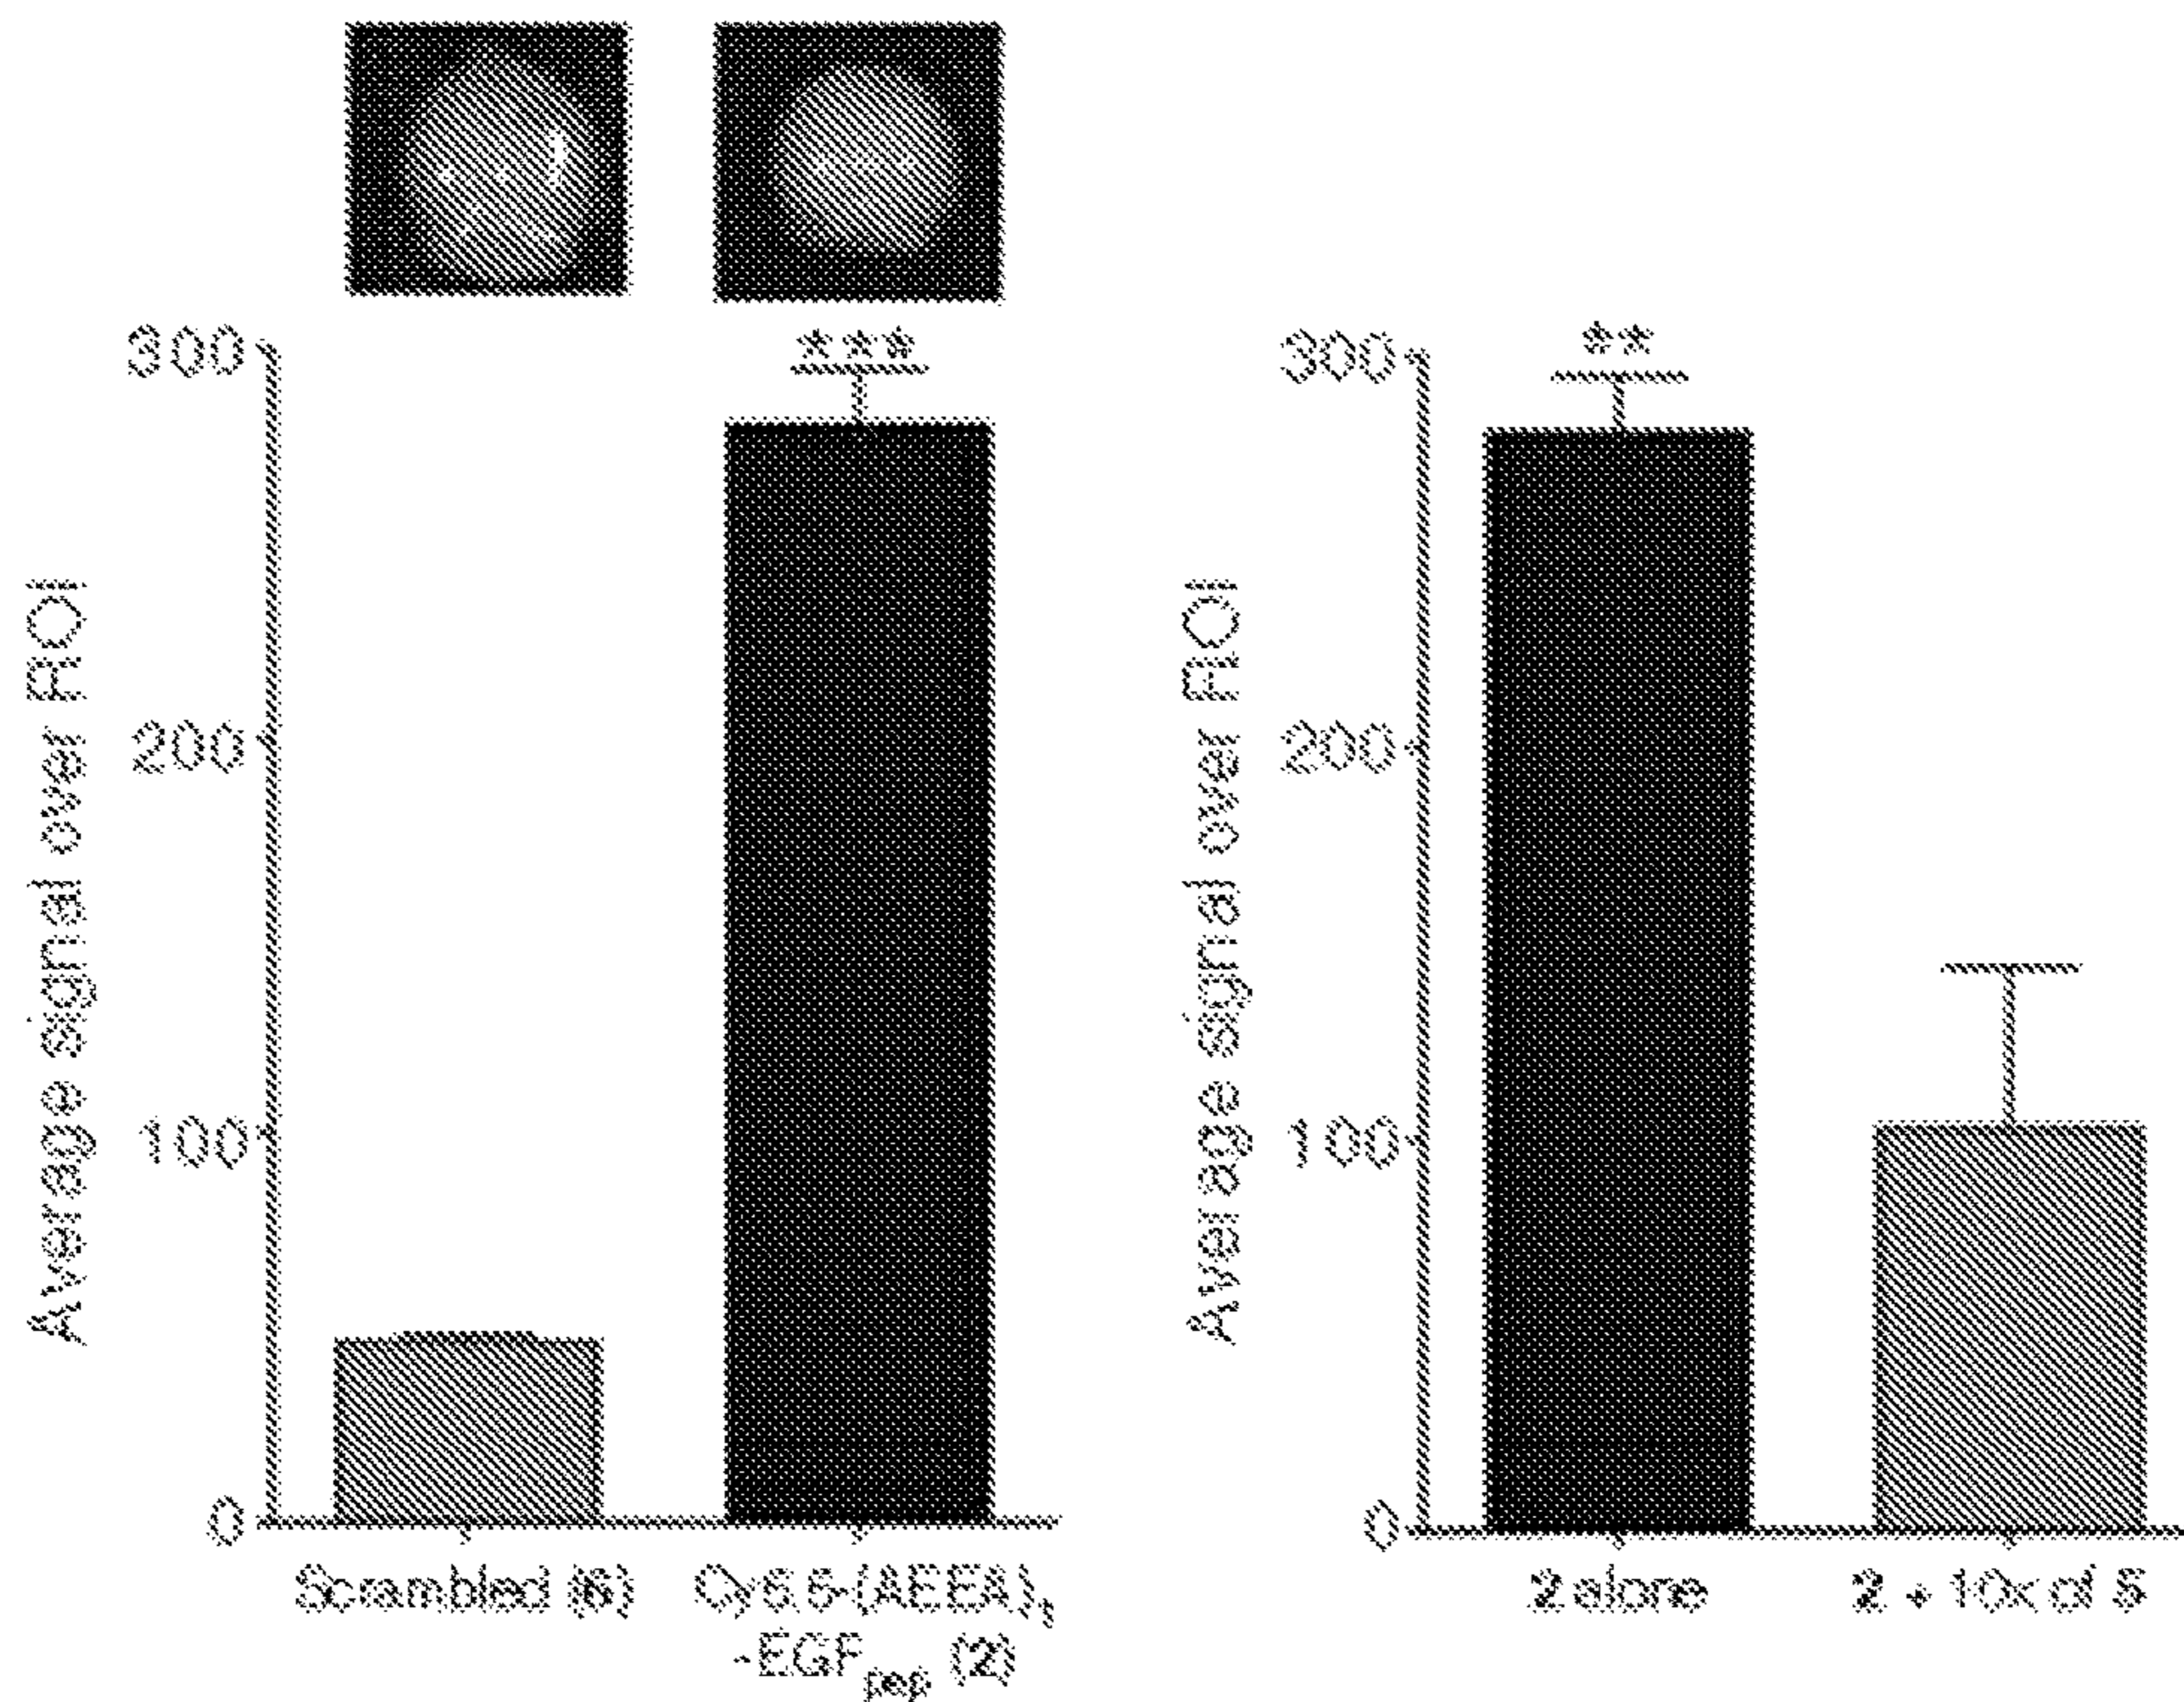 ***
300
200
100
0
Average signal over ROI
Scrambled (6)
Cy5.5-(AEEA)1
-EGFpep (2)
**
300
200
100
0
Average signal over ROI
2 alone
2 + 10x of 5